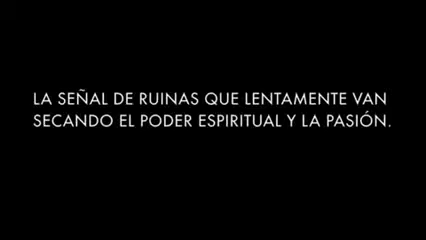 LA SEÑAL DE RUINAS QUE LENTAMENTE VAN
SECANDO EL PODER ESPIRITUAL Y LA PASIÓN.